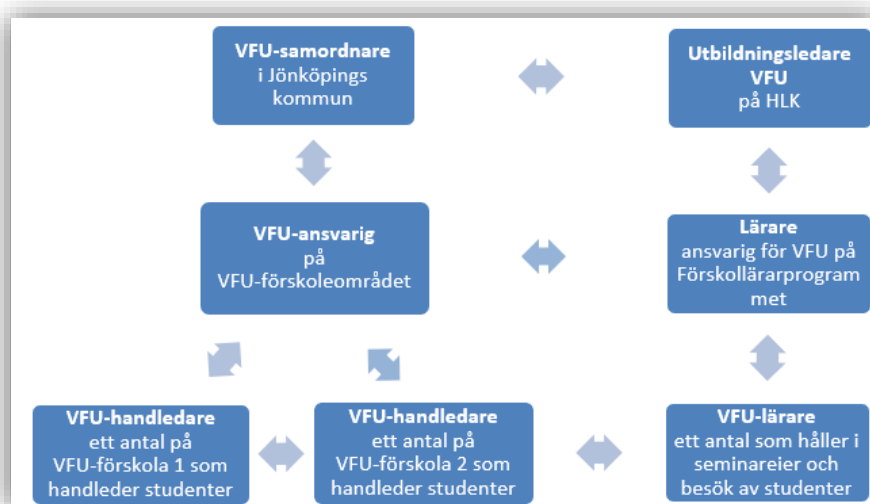 VFU-samordnare
i Jönköpings
kommun
Utbildningsledare
VFU
på HLK
VFU-ansvarig
på
VFU-förskoleområdet
Lärare
ansvarig för VFU på
Förskollärarprogram
met
VFU-handledare
ett antal på
VFU-förskola 1 som
handleder studenter
VFU-handledare
ett antal på
VFU-förskola 2 som
handleder studenter
VFU-lärare
ett antal som håller i
seminareier och
besök av studenter